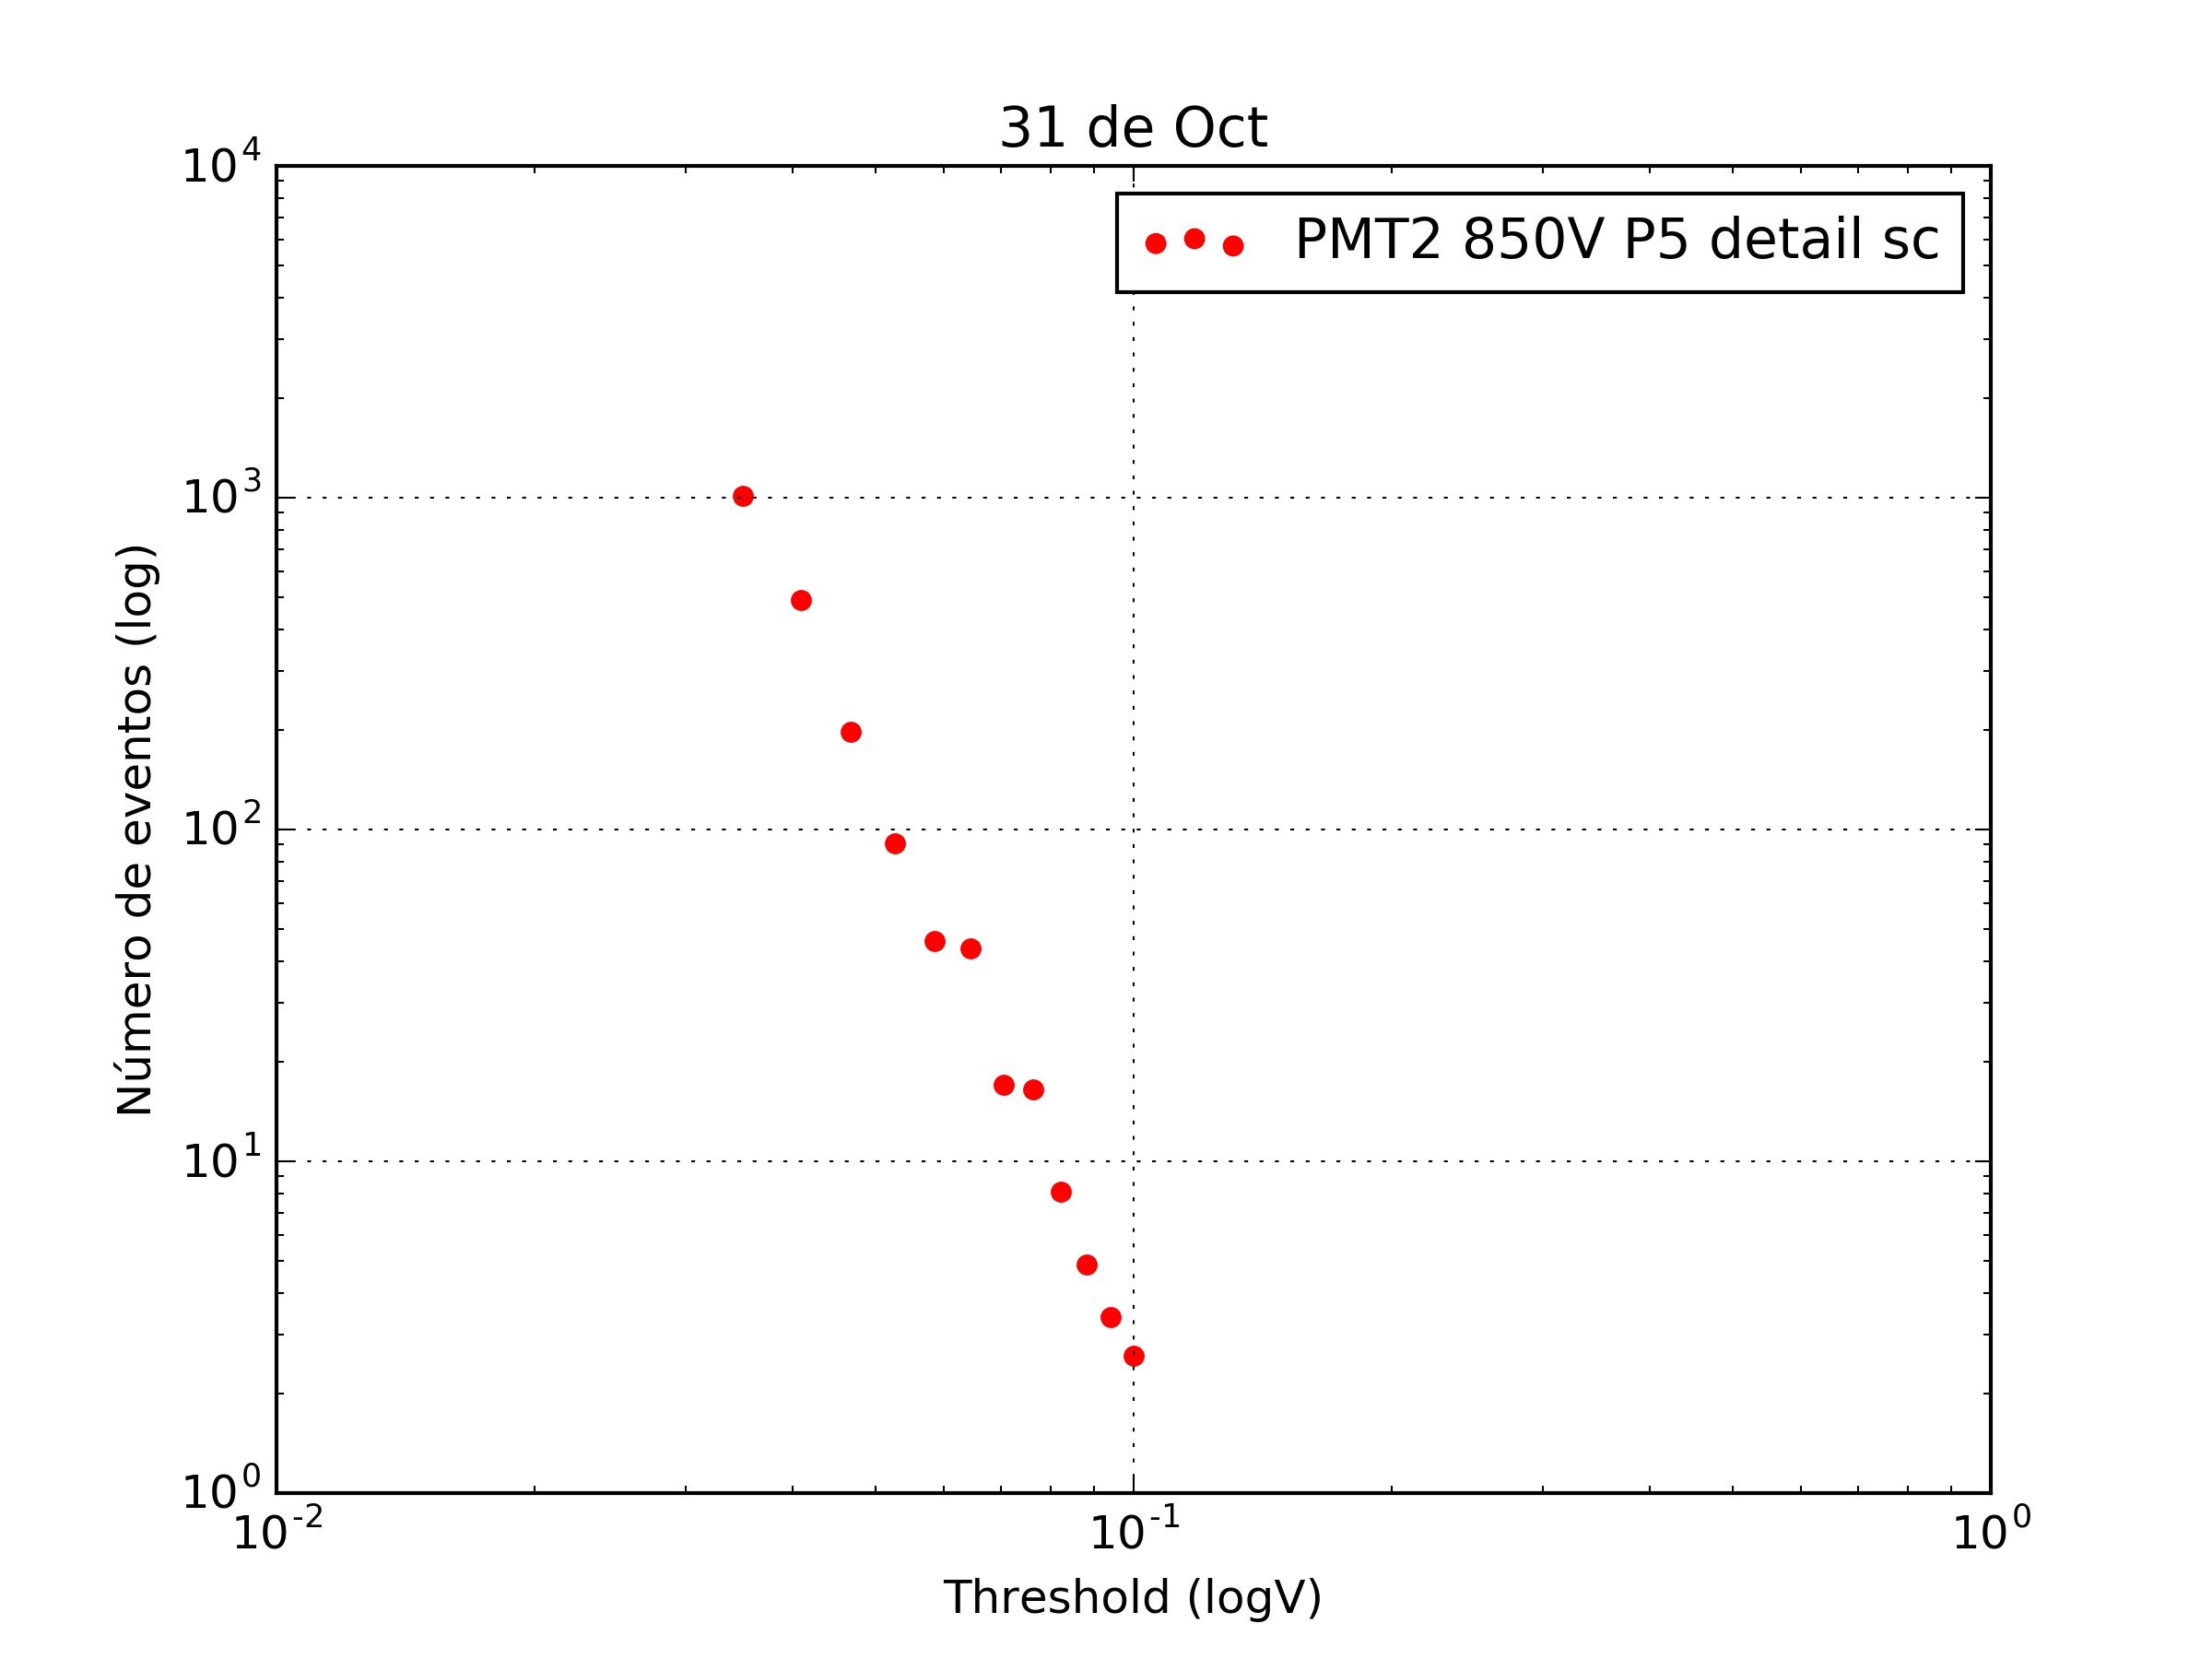 31 de Oct
PMT2 850V P5 detail sc
Número de eventos (log)
10^4
10^3
10^2
10^1
10^0
10^-2
10^-1
10^0
Threshold (logV)